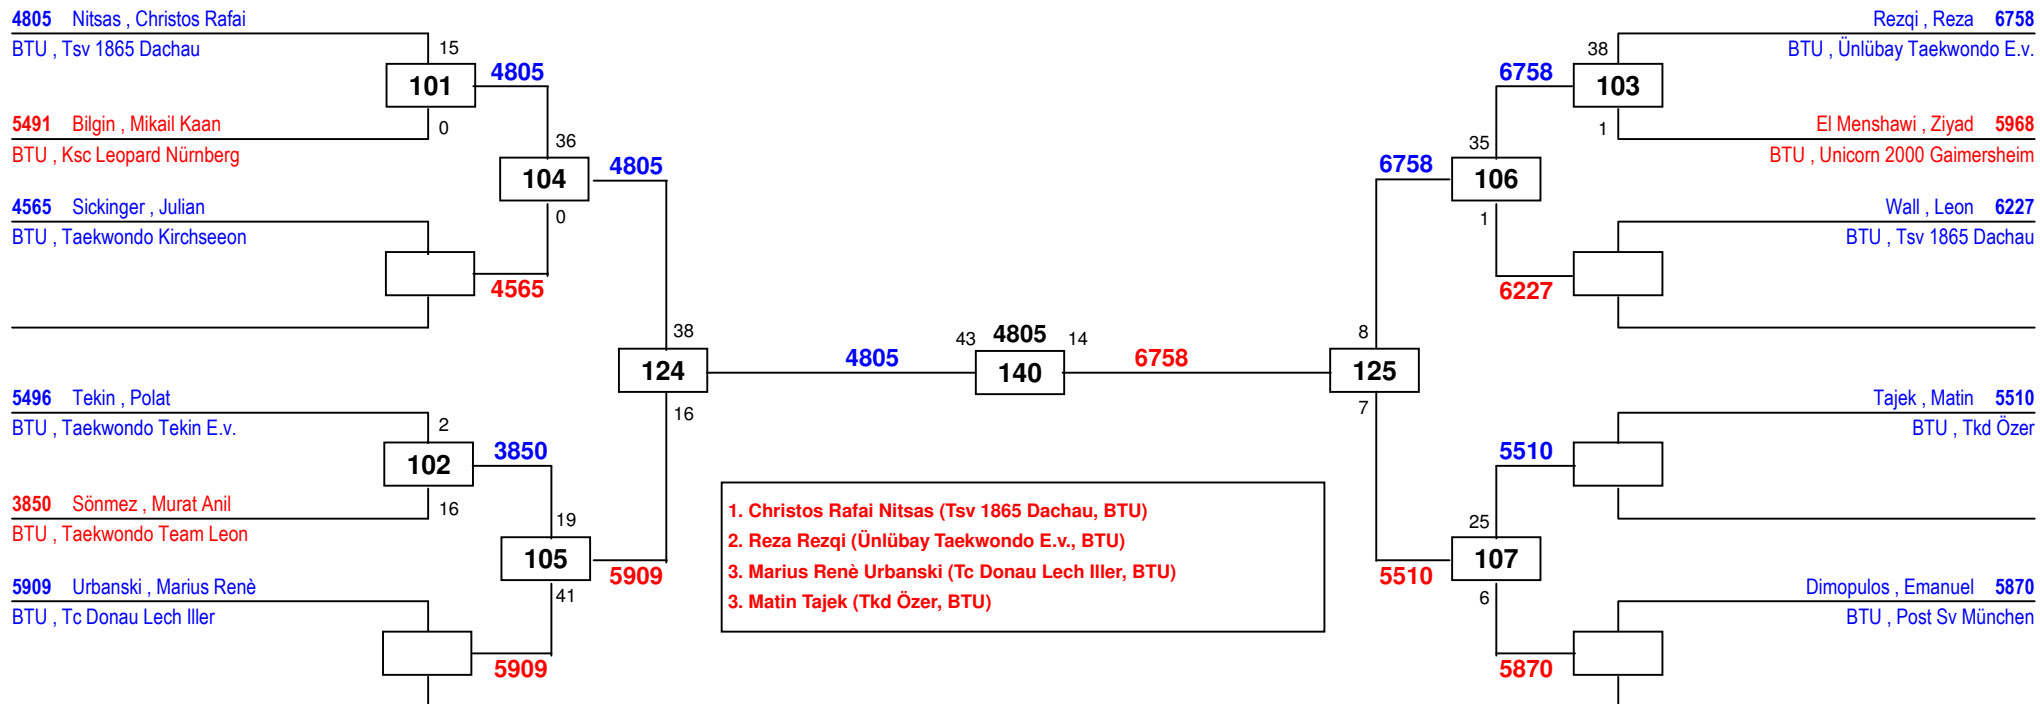 4805 Nitsas , Christos Rafai
BTU , Tsv 1865 Dachau
15
101
4805
0
5491 Bilgin , Mikail Kaan
BTU , Ksc Leopard Nürnberg
36
104
4805
0
4565 Sickinger , Julian
BTU , Taekwondo Kirchseeon
4565
38
124
4805
16
5496 Tekin , Polat
BTU , Taekwondo Tekin E.v.
2
102
3850
16
3850 Sönmez , Murat Anil
BTU , Taekwondo Team Leon
19
105
5909
41
5909 Urbanski , Marius Renè
BTU , Tc Donau Lech Iller
5909
43 4805 14
140
6758
1. Christos Rafai Nitsas (Tsv 1865 Dachau, BTU)
2. Reza Rezqi (Ünlübay Taekwondo E.v., BTU)
3. Marius Renè Urbanski (Tc Donau Lech Iller, BTU)
3. Matin Tajek (Tkd Özer, BTU)
Rezqi , Reza 6758
BTU , Ünlübay Taekwondo E.v.
38
6758
103
1
El Menshawi , Ziyad 5968
BTU , Unicorn 2000 Gaimersheim
35
6758
106
1
Wall , Leon 6227
BTU , Tsv 1865 Dachau
6227
8
125
7
Tajek , Matin 5510
BTU , Tkd Özer
5510
25
107
5510
6
Dimopulos , Emanuel 5870
BTU , Post Sv München
5870